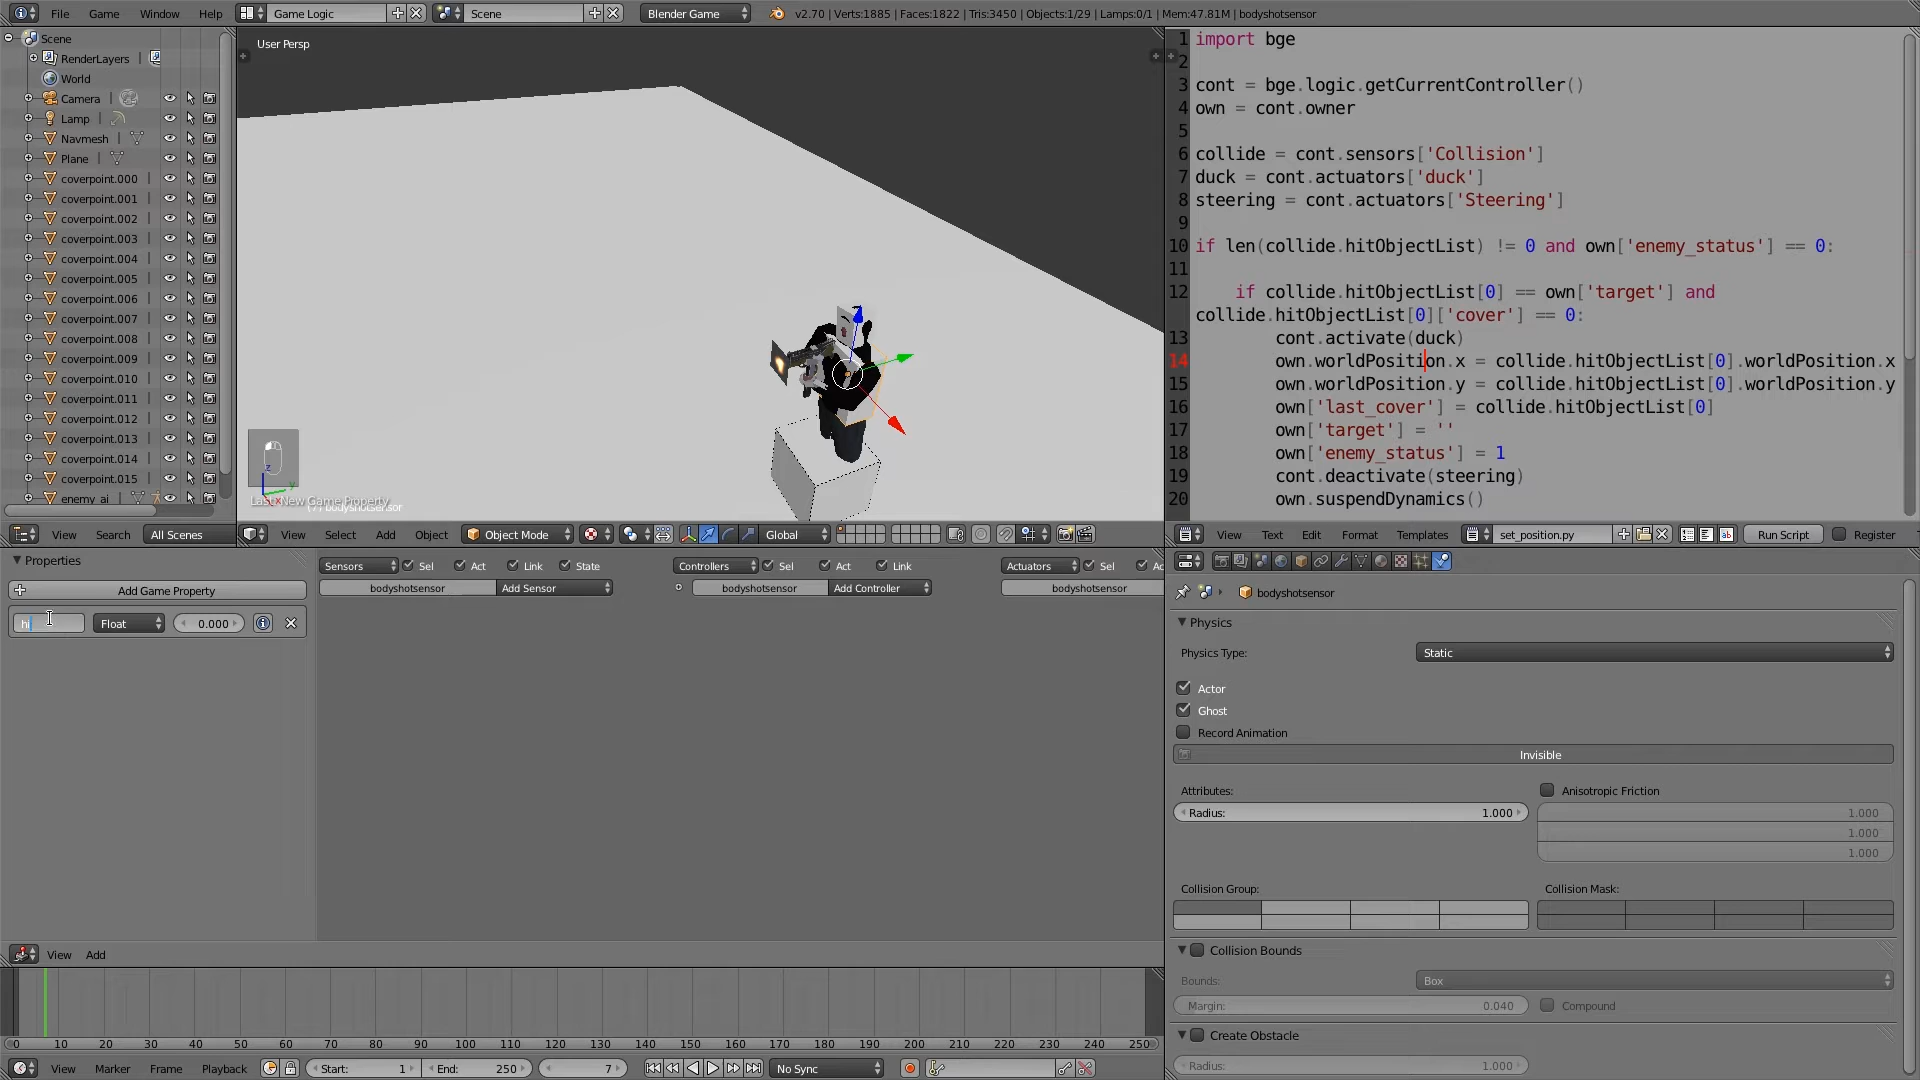 File Game Window Help Game Logic Scene Blender Game v2.70 | Verts:1885 | Faces:1822 | Tris:3450 | Objects:1/29 | Lamps:0/1 | Mem:47.81M | bodyshotsensor
Scene
RenderLayers
World
Camera
Lamp
Navmesh
Plane
coverpoint.000
coverpoint.001
coverpoint.002
coverpoint.003
coverpoint.004
coverpoint.005
coverpoint.006
coverpoint.007
coverpoint.008
coverpoint.009
coverpoint.010
coverpoint.011
coverpoint.012
coverpoint.013
coverpoint.014
coverpoint.015
enemy_ai
View Search All Scenes
User Persp
Last: New Game Property
(7) bodyshotsensor
View Select Add Object Object Mode Global
1 import bge
2
3 cont = bge.logic.getCurrentController()
4 own = cont.owner
5
6 collide = cont.sensors['Collision']
7 duck = cont.actuators['duck']
8 steering = cont.actuators['Steering']
9
10 if len(collide.hitObjectList) != 0 and own['enemy_status'] == 0:
11
12 if collide.hitObjectList[0] == own['target'] and
collide.hitObjectList[0]['cover'] == 0:
13 cont.activate(duck)
14 own.worldPosition.x = collide.hitObjectList[0].worldPosition.x
15 own.worldPosition.y = collide.hitObjectList[0].worldPosition.y
16 own['last_cover'] = collide.hitObjectList[0]
17 own['target'] = ''
18 own['enemy_status'] = 1
19 cont.deactivate(steering)
20 own.suspendDynamics()
View Text Edit Format Templates set_position.py Run Script Register
Properties
Add Game Property
hi Float 0.000
Sensors Sel Act Link State Controllers Sel Act Link Actuators Sel Ac
bodyshotsensor Add Sensor bodyshotsensor Add Controller bodyshotsensor
View Add
bodyshotsensor
Physics
Physics Type: Static
Actor
Ghost
Record Animation
Invisible
Attributes: Anisotropic Friction
Radius: 1.000 1.000
1.000
1.000
Collision Group: Collision Mask:
Collision Bounds
Bounds: Box
Margin: 0.040 Compound
Create Obstacle
Radius: 1.000
0 10 20 30 40 50 60 70 80 90 100 110 120 130 140 150 160 170 180 190 200 210 220 230 240 250
View Marker Frame Playback Start: 1 End: 250 7 No Sync